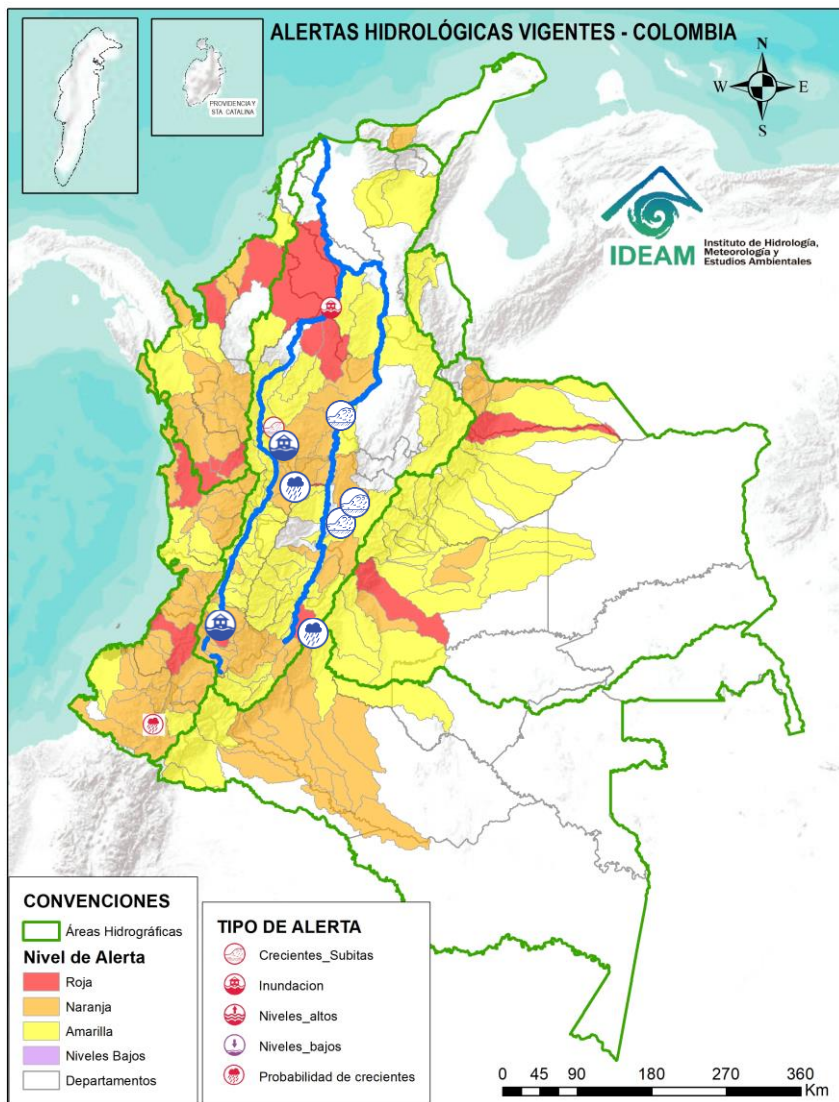 ALERTAS HIDROLÓGICAS VIGENTES - COLOMBIA
PROVIDENCIA Y
STA. CATALINA
N
W
E
S
IDEAM
Instituto de Hidrología,
Meteorología y
Estudios Ambientales
CONVENCIONES
Áreas Hidrográficas
Nivel de Alerta
Roja
Naranja
Amarilla
Niveles Bajos
Departamentos
TIPO DE ALERTA
Crecientes_Subitas
Inundacion
Niveles_altos
Niveles_bajos
Probabilidad de crecientes
0 45 90 180 270 360
Km